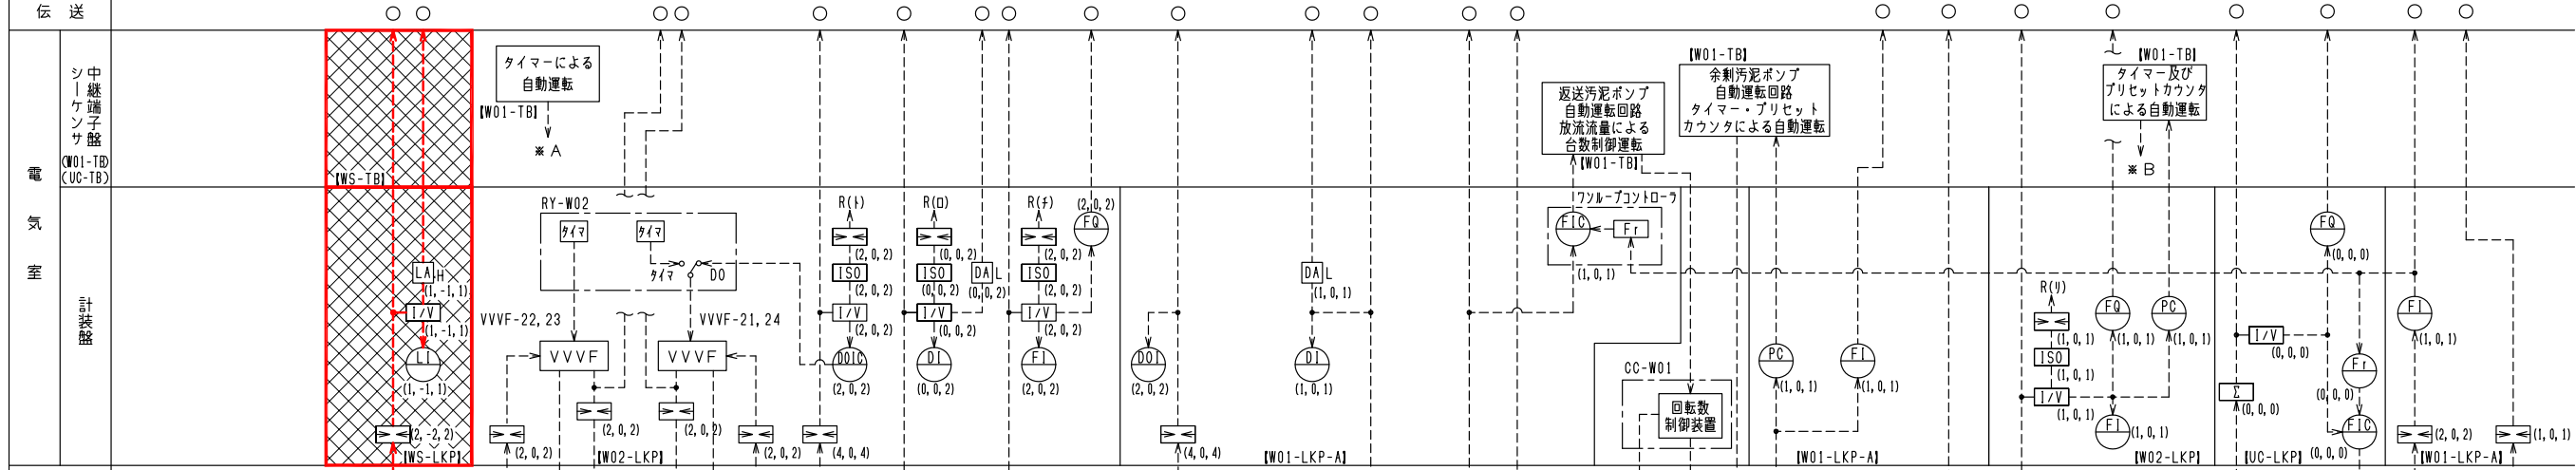 伝 送
電
気
室
中継端子盤
シーケンサ
(W01-TB)
(UC-TB)
計装盤
【WS-TB】
タイマーによる
自動運転
【W01-TB】
※ A
【W01-TB】
返送汚泥ポンプ
自動運転回路
放流流量による
台数制御運転
【W01-TB】
余剰汚泥ポンプ
自動運転回路
タイマー・プリセット
カウンタによる自動運転
【W01-TB】
タイマー及び
プリセットカウンタ
による自動運転
※ B
LA
H
(1,-1,1)
I/V
(1,-1,1)
LI
(1,-1,1)
(2,-2,2)
【WS-LKP】
RY-W02
タイマ
タイマ
タイマ
DO
VVVF-22,23
VVVF-21,24
VVVF
VVVF
(2,0,2)
(2,0,2)
(2,0,2)
(2,0,2)
【W02-LKP】
R(ト)
(2,0,2)
ISO
(2,0,2)
I/V
(2,0,2)
DOIC
(2,0,2)
(4,0,4)
R(ロ)
(0,0,2)
ISO
(0,0,2)
I/V
(0,0,2)
DI
(0,0,2)
DA
L
(0,0,2)
R(チ)
(2,0,2)
ISO
(2,0,2)
I/V
(2,0,2)
FI
(2,0,2)
(2,0,2)
FQ
DOI
(2,0,2)
(4,0,4)
DA
L
(1,0,1)
DI
(1,0,1)
【W01-LKP-A】
ワンループコントローラ
FIC
Fr
(1,0,1)
CC-W01
回転数
制御装置
PC
(1,0,1)
FI
(1,0,1)
【W01-LKP-A】
R(リ)
(1,0,1)
ISO
(1,0,1)
I/V
(1,0,1)
FQ
(1,0,1)
PC
(1,0,1)
FI
(1,0,1)
【W02-LKP】
FQ
(0,0,0)
I/V
(0,0,0)
Σ
(0,0,0)
Fr
(0,0,0)
FIC
(0,0,0)
【UC-LKP】
FI
(1,0,1)
(2,0,2)
(1,0,1)
【W01-LKP-A】